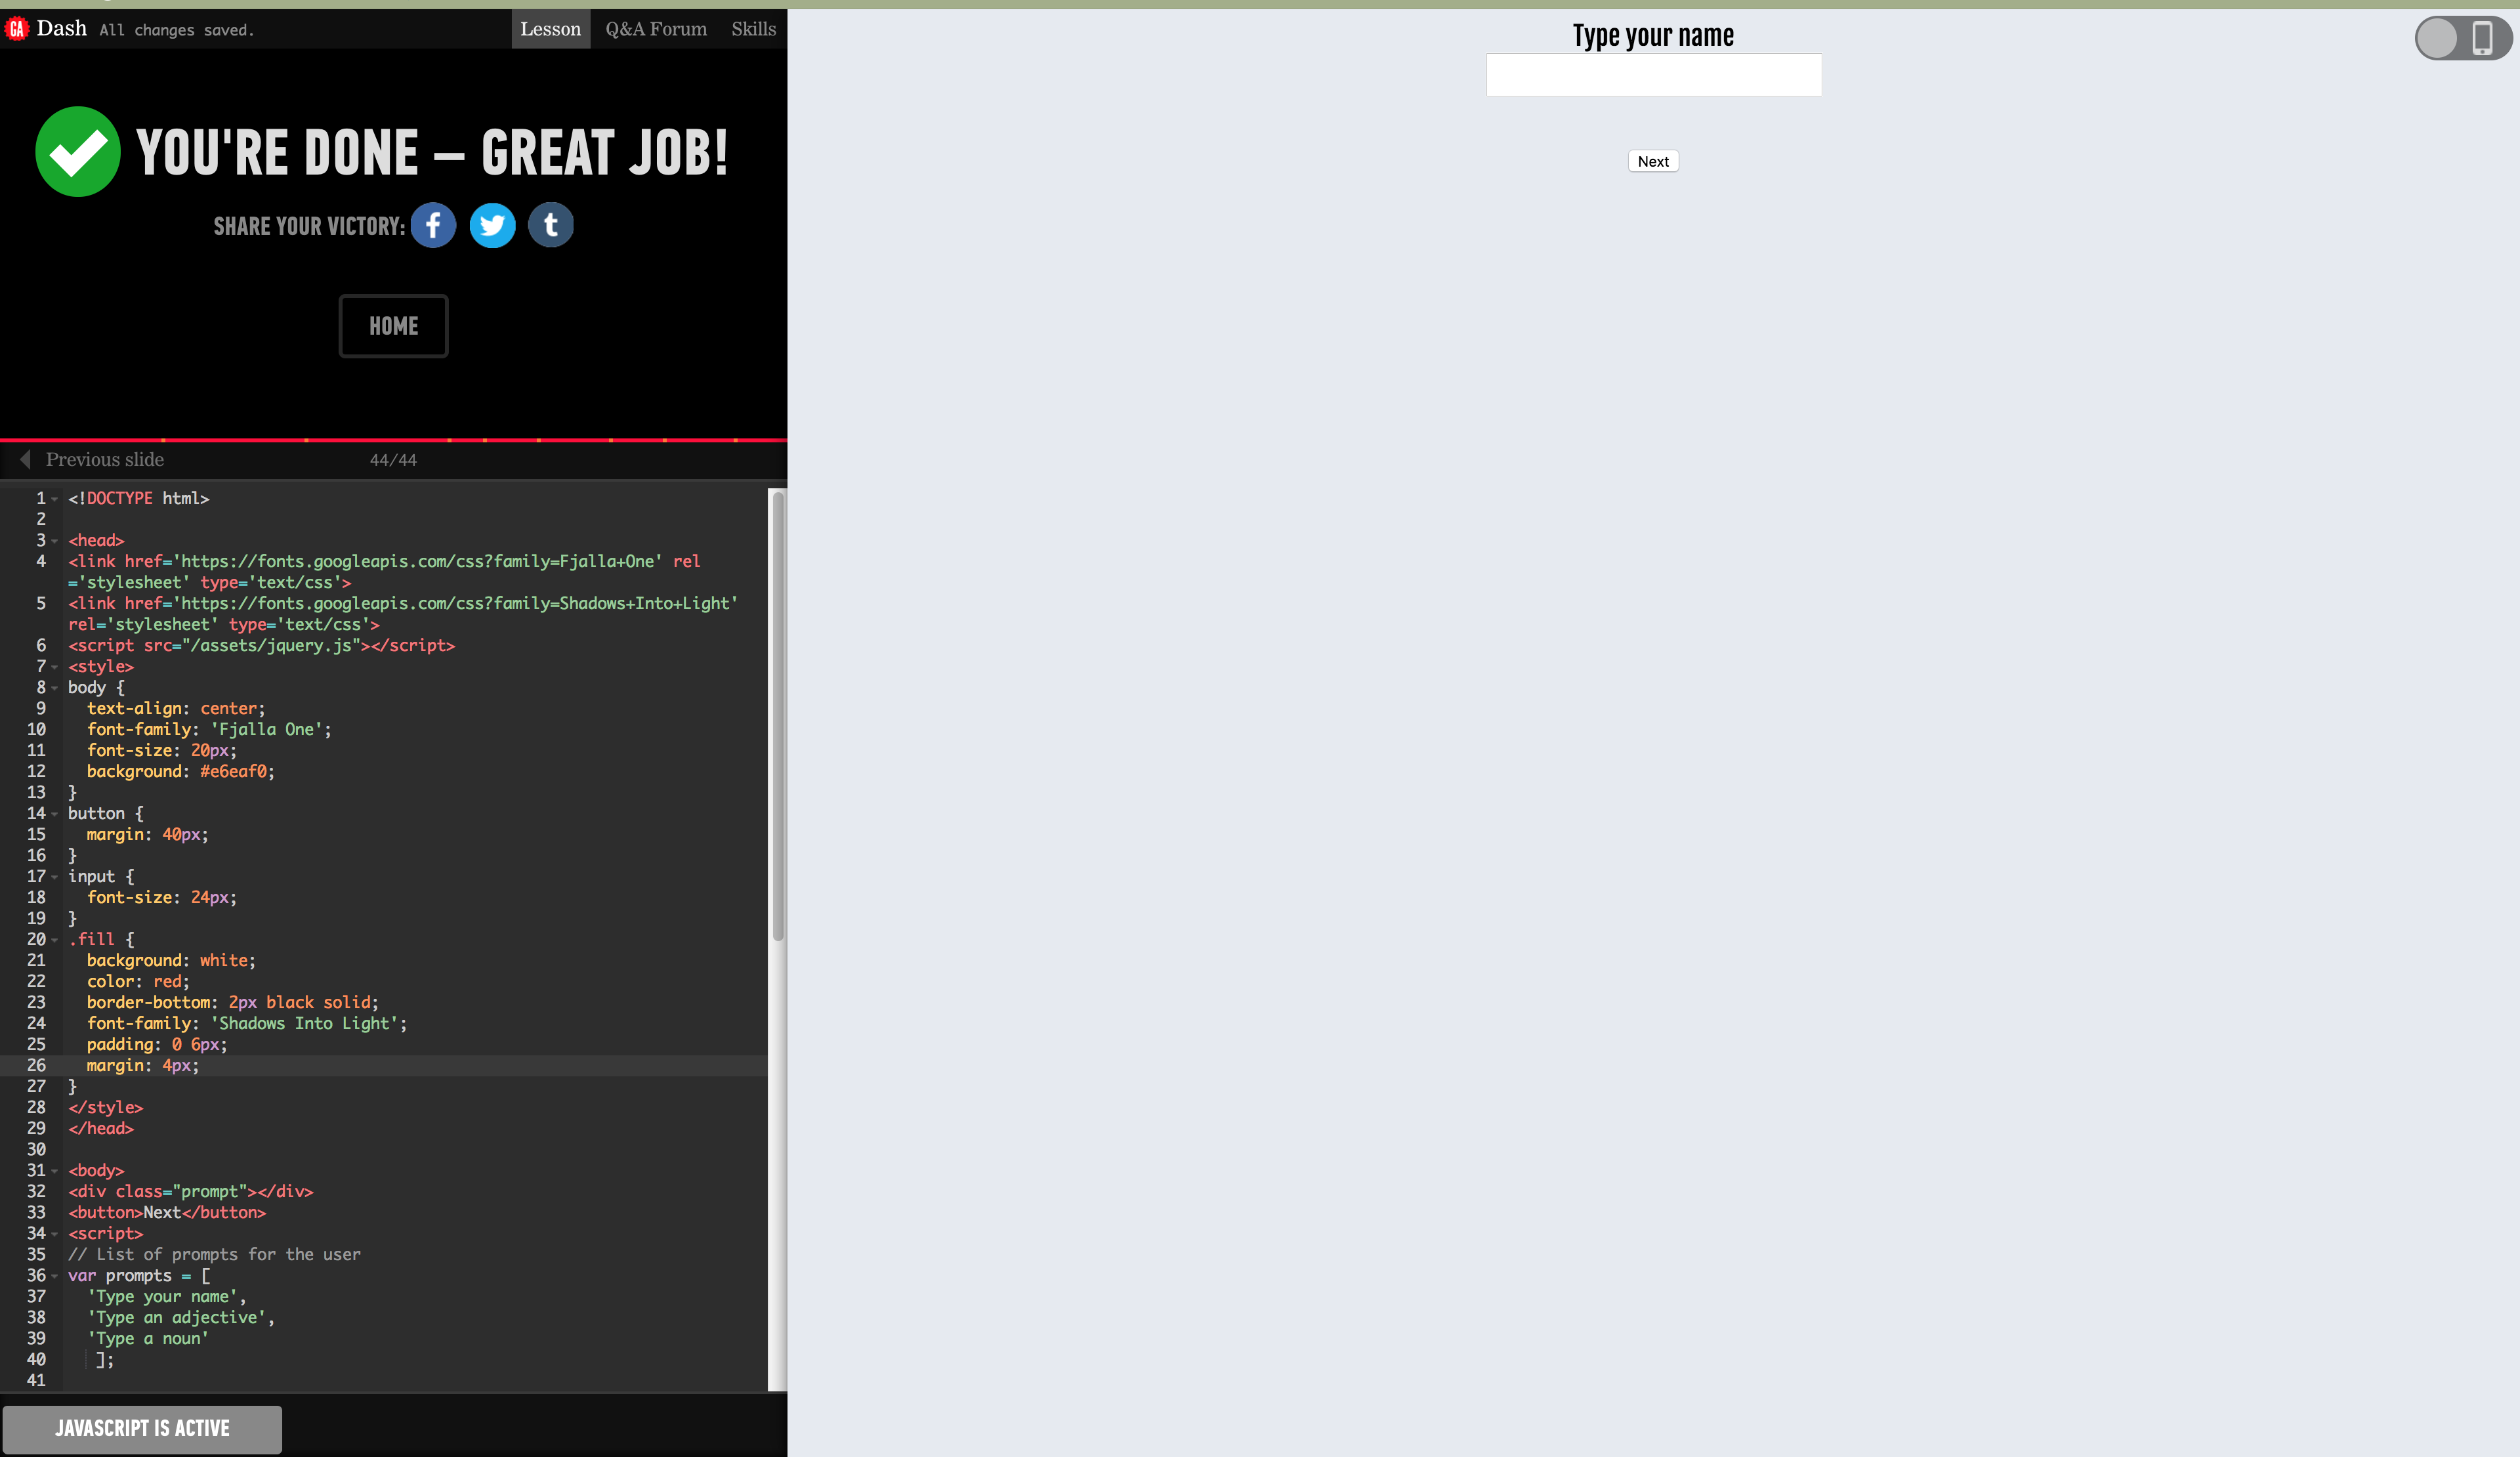 GA Dash All changes saved. Lesson Q&A Forum Skills
YOU'RE DONE – GREAT JOB!
SHARE YOUR VICTORY: f t
HOME
Previous slide 44/44
1 <!DOCTYPE html>
2
3 <head>
4 <link href='https://fonts.googleapis.com/css?family=Fjalla+One' rel
='stylesheet' type='text/css'>
5 <link href='https://fonts.googleapis.com/css?family=Shadows+Into+Light'
rel='stylesheet' type='text/css'>
6 <script src="/assets/jquery.js"></script>
7 <style>
8 body {
9 text-align: center;
10 font-family: 'Fjalla One';
11 font-size: 20px;
12 background: #e6eaf0;
13 }
14 button {
15 margin: 40px;
16 }
17 input {
18 font-size: 24px;
19 }
20 .fill {
21 background: white;
22 color: red;
23 border-bottom: 2px black solid;
24 font-family: 'Shadows Into Light';
25 padding: 0 6px;
26 margin: 4px;
27 }
28 </style>
29 </head>
30
31 <body>
32 <div class="prompt"></div>
33 <button>Next</button>
34 <script>
35 // List of prompts for the user
36 var prompts = [
37 'Type your name',
38 'Type an adjective',
39 'Type a noun'
40 ];
41
JAVASCRIPT IS ACTIVE
Type your name
Next